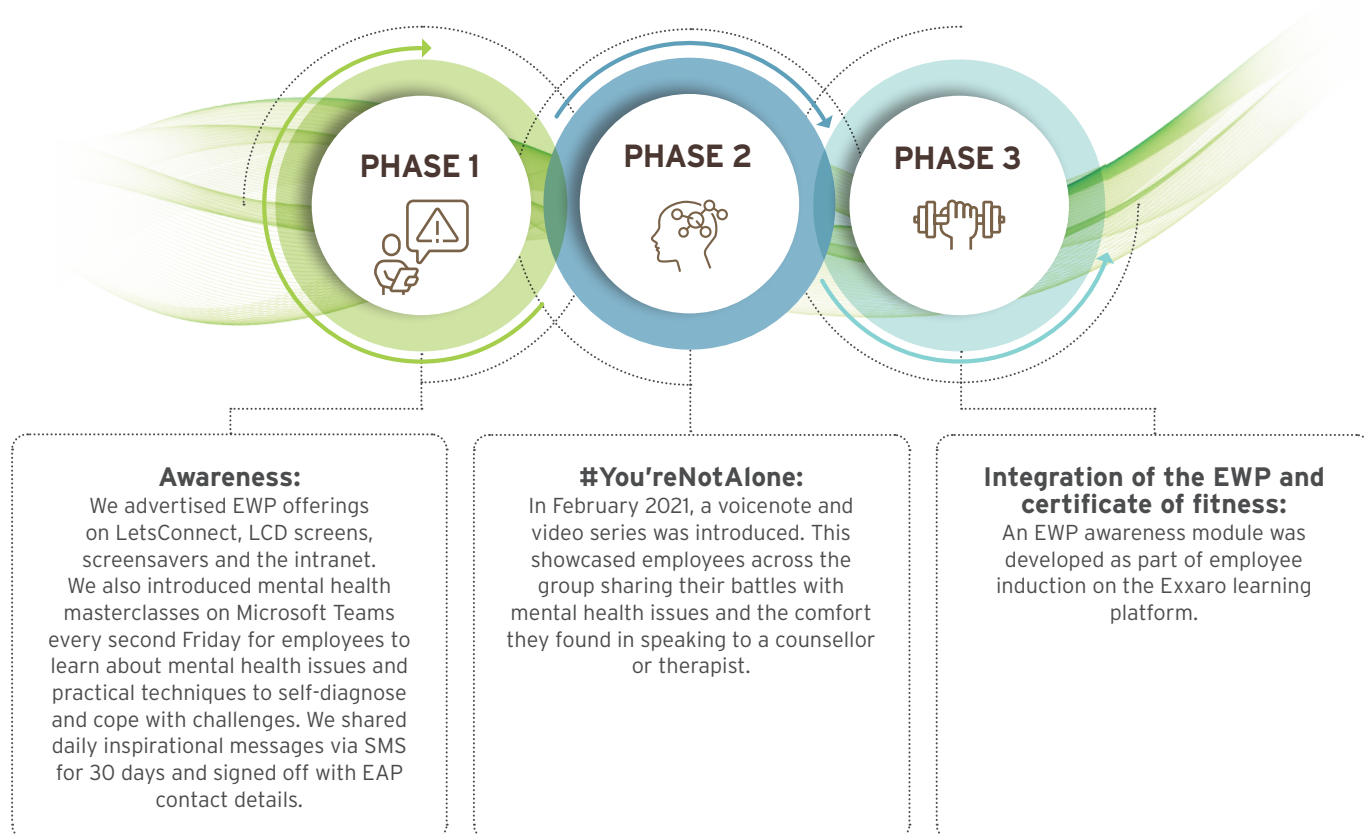 PHASE 1
PHASE 2
PHASE 3
Awareness:
We advertised EWP offerings
on LetsConnect, LCD screens,
screensavers and the intranet.
We also introduced mental health
masterclasses on Microsoft Teams
every second Friday for employees to
learn about mental health issues and
practical techniques to self-diagnose
and cope with challenges. We shared
daily inspirational messages via SMS
for 30 days and signed off with EAP
contact details.
#You'reNotAlone:
In February 2021, a voicenote and
video series was introduced. This
showcased employees across the
group sharing their battles with
mental health issues and the comfort
they found in speaking to a counsellor
or therapist.
Integration of the EWP and
certificate of fitness:
An EWP awareness module was
developed as part of employee
induction on the Exxaro learning
platform.